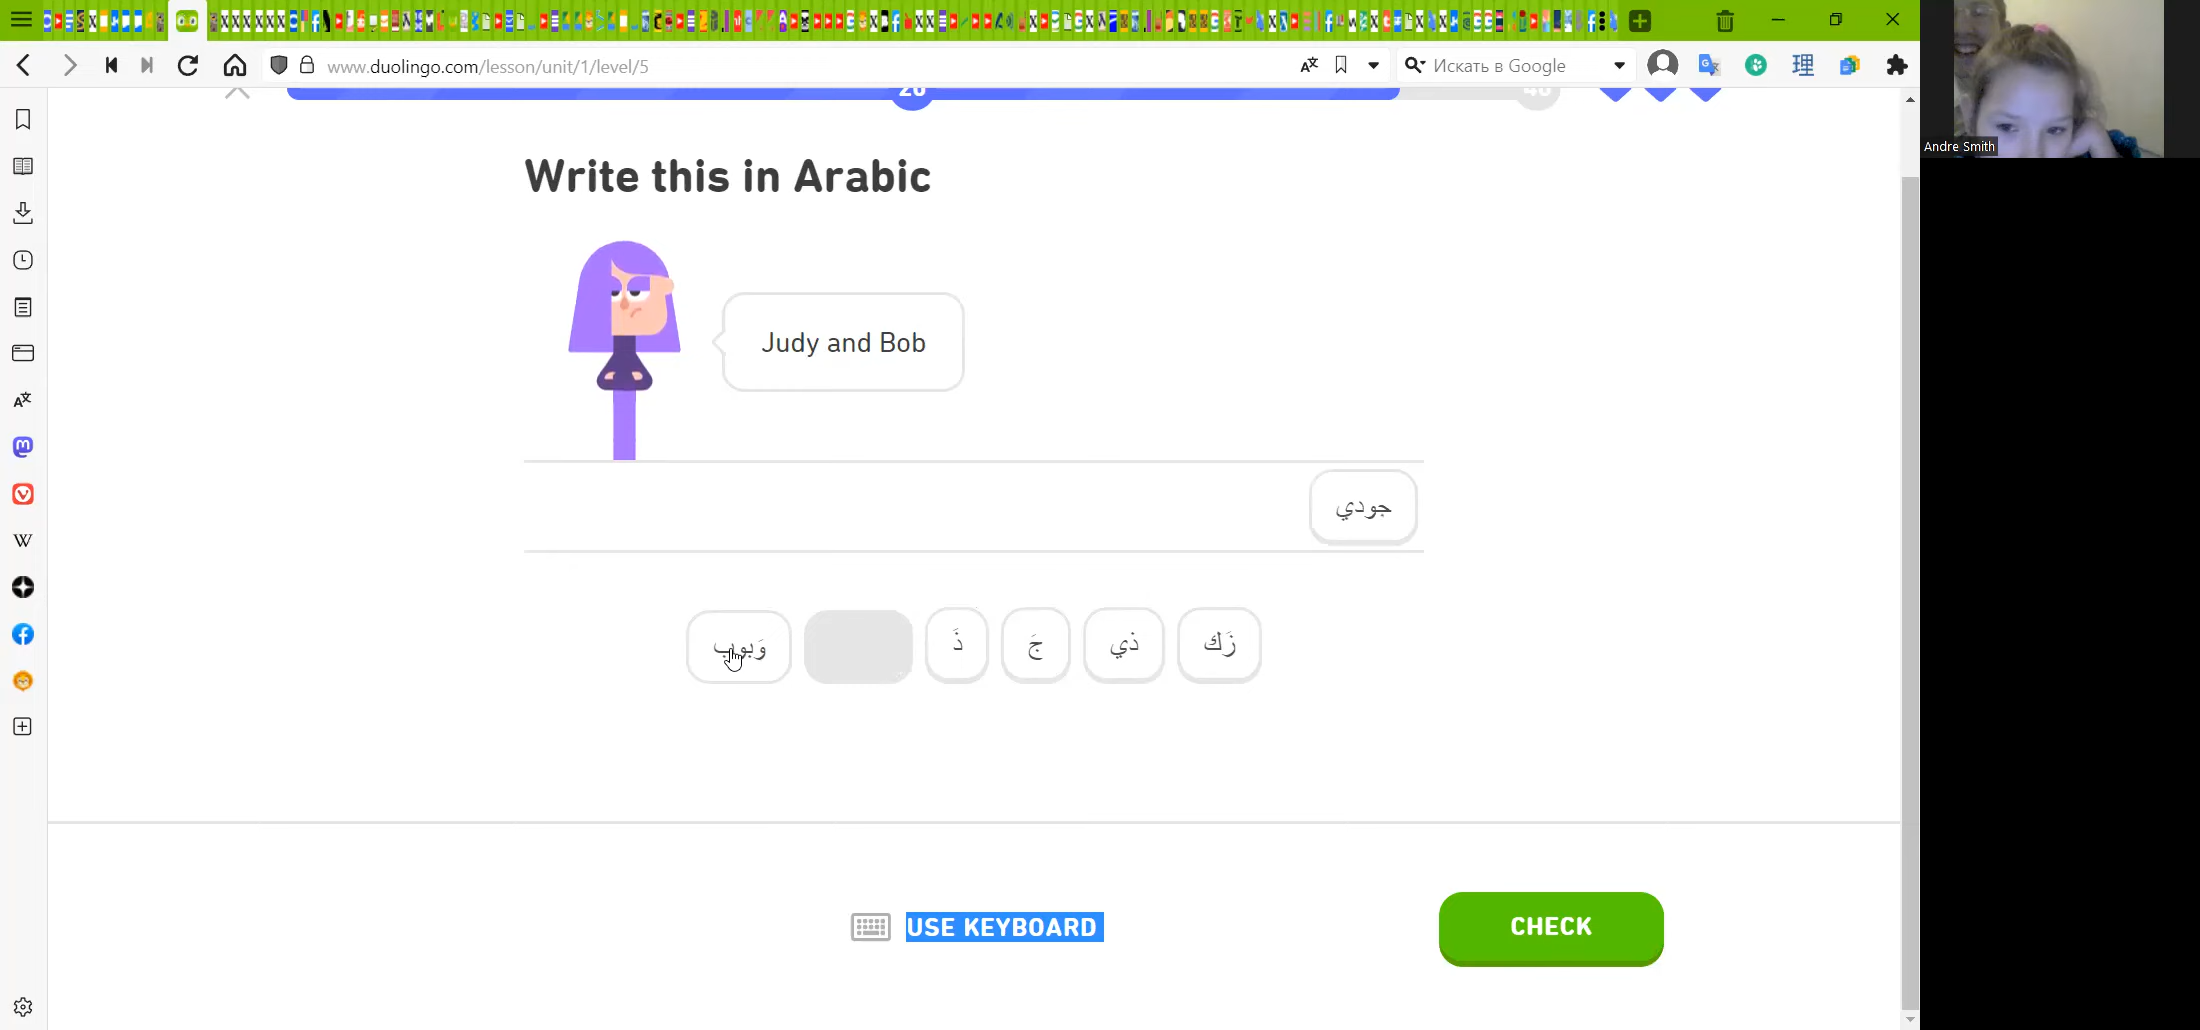 www.duolingo.com/lesson/unit/1/level/5
Искать в Google
Andre Smith
Write this in Arabic
Judy and Bob
جودي
وَبوب
ذَ
جَ
ذي
زَك
USE KEYBOARD
CHECK